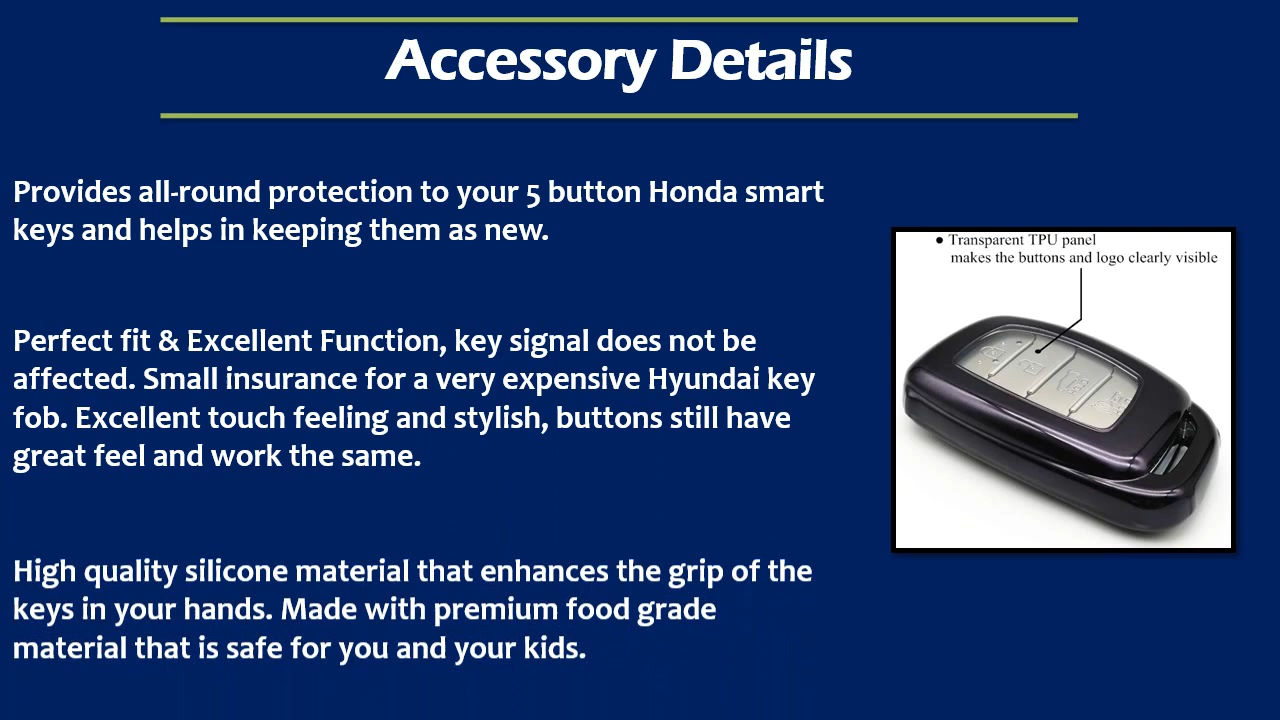 Accessory Details
Provides all-round protection to your 5 button Honda smart
keys and helps in keeping them as new.
● Transparent TPU panel
makes the buttons and logo clearly visible
Perfect fit & Excellent Function, key signal does not be
affected. Small insurance for a very expensive Hyundai key
fob. Excellent touch feeling and stylish, buttons still have
great feel and work the same.
High quality silicone material that enhances the grip of the
keys in your hands. Made with premium food grade
material that is safe for you and your kids.